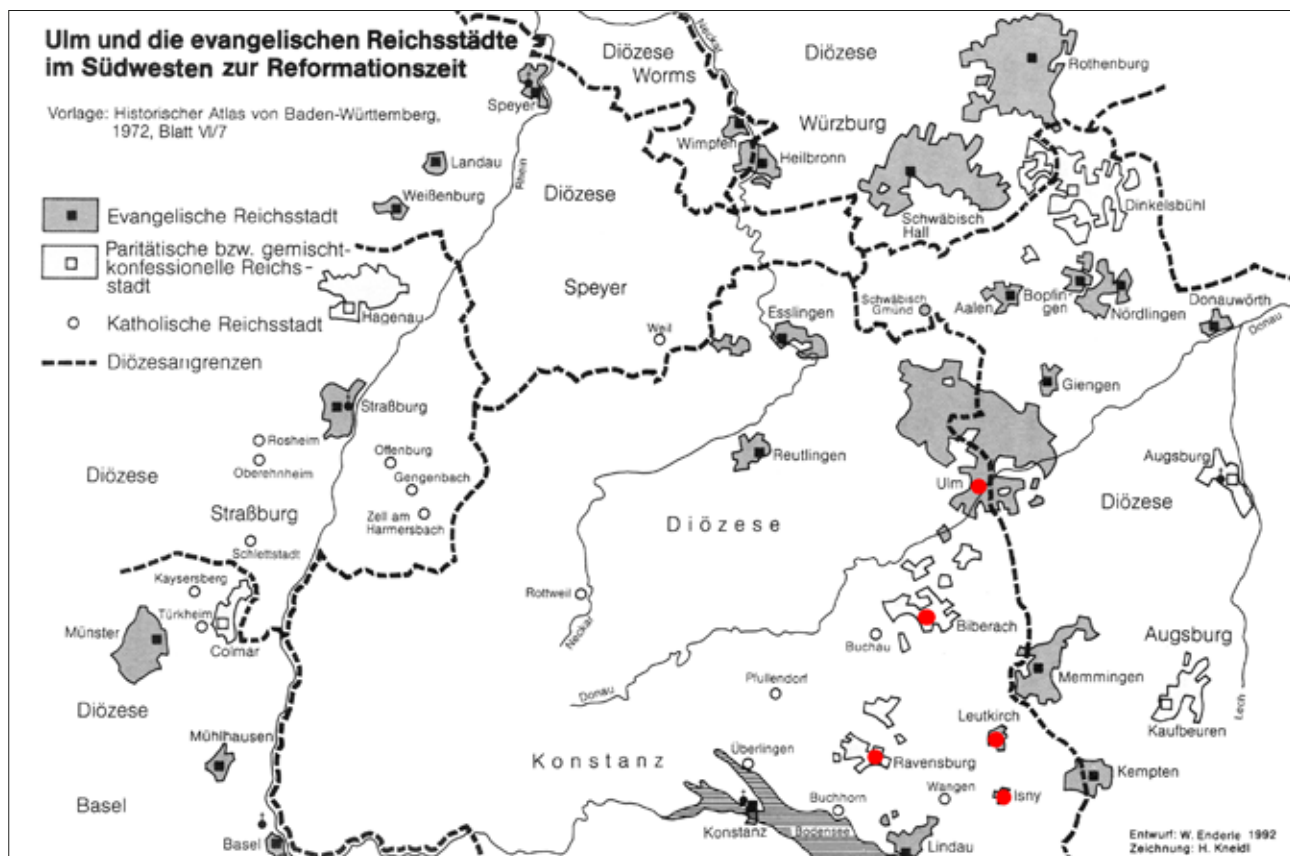 Ulm und die evangelischen Reichsstädte
im Südwesten zur Reformationszeit
Vorlage: Historischer Atlas von Baden-Württemberg,
1972, Blatt VI/7
Evangelische Reichsstadt
Paritätische bzw. gemischt-
konfessionelle Reichs-
stadt
Katholische Reichsstadt
Diözesangrenzen
Speyer
Landau
Weißenburg
Rhein
Hagenau
Diözese
Worms
Neckar
Diözese
Würzburg
Wimpfen
Heilbronn
Rothenburg
Schwäbisch
Hall
Dinkelsbühl
Diözese
Speyer
Weil
Esslingen
Schwäbisch
Gmünd
Aalen
Bopfin-
gen
Nördlingen
Donauwörth
Donau
Giengen
Straßburg
Rosheim
Oberehnheim
Offenburg
Gengenbach
Zell am
Harmersbach
Diözese
Straßburg
Schlettstadt
Reutlingen
Ulm
Augsburg
Diözese
Augsburg
Diözese
Konstanz
Kaysersberg
Türkheim
Colmar
Münster
Rottweil
Neckar
Donau
Biberach
Buchau
Memmingen
Kaufbeuren
Lech
Pfullendorf
Leutkirch
Diözese
Basel
Mühlhausen
Basel
Überlingen
Ravensburg
Wangen
Isny
Kempten
Konstanz
Buchhorn
Bodensee
Lindau
Entwurf: W. Enderle 1992
Zeichnung: H. Kneidl